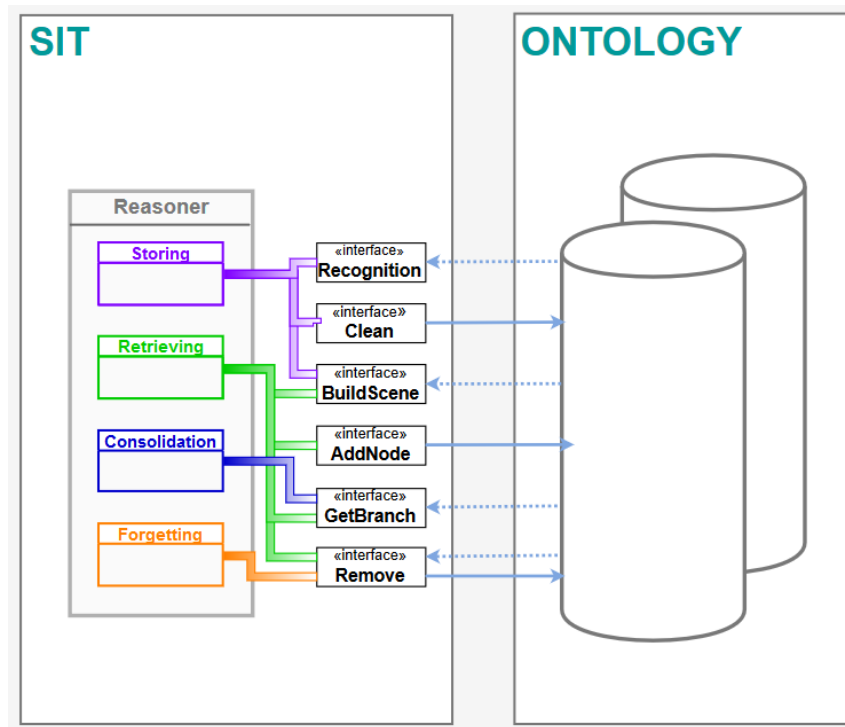 SIT
ONTOLOGY
Reasoner
Storing
Retrieving
Consolidation
Forgetting
«interface»
Recognition
«interface»
Clean
«interface»
BuildScene
«interface»
AddNode
«interface»
GetBranch
«interface»
Remove